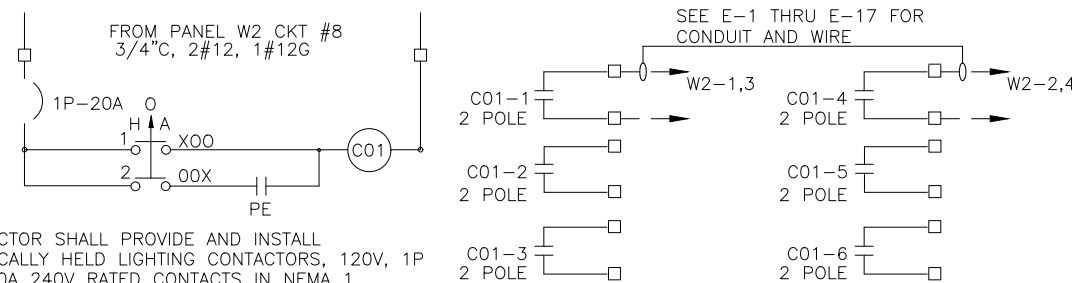 FROM PANEL W2 CKT #8
3/4"C, 2#12, 1#12G
1P-20A
O
H
A
1
XOO
C01
2
OOX
PE
CTOR SHALL PROVIDE AND INSTALL
CALLY HELD LIGHTING CONTACTORS, 120V, 1P
0A 240V RATED CONTACTS IN NEMA 1
SEE E-1 THRU E-17 FOR
CONDUIT AND WIRE
W2-1,3
C01-1
2 POLE
C01-2
2 POLE
C01-3
2 POLE
W2-2,4
C01-4
2 POLE
C01-5
2 POLE
C01-6
2 POLE